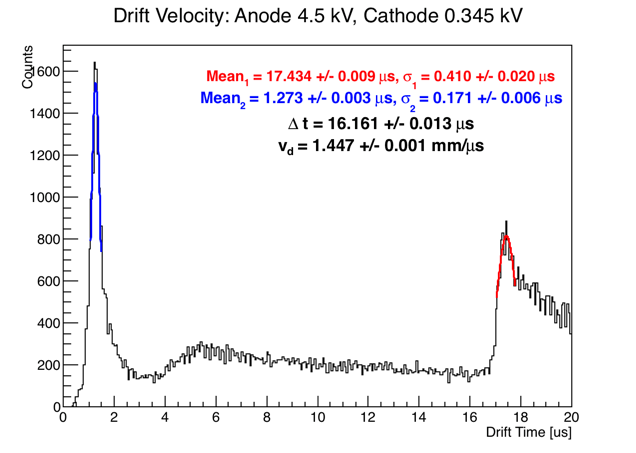 Drift Velocity: Anode 4.5 kV, Cathode 0.345 kV
Counts
Mean₁ = 17.434 +/- 0.009 μs, σ₁ = 0.410 +/- 0.020 μs
Mean₂ = 1.273 +/- 0.003 μs, σ₂ = 0.171 +/- 0.006 μs
Δ t = 16.161 +/- 0.013 μs
v_d = 1.447 +/- 0.001 mm/μs
1600
1400
1200
1000
800
600
400
200
0
0 2 4 6 8 10 12 14 16 18 20
Drift Time [us]